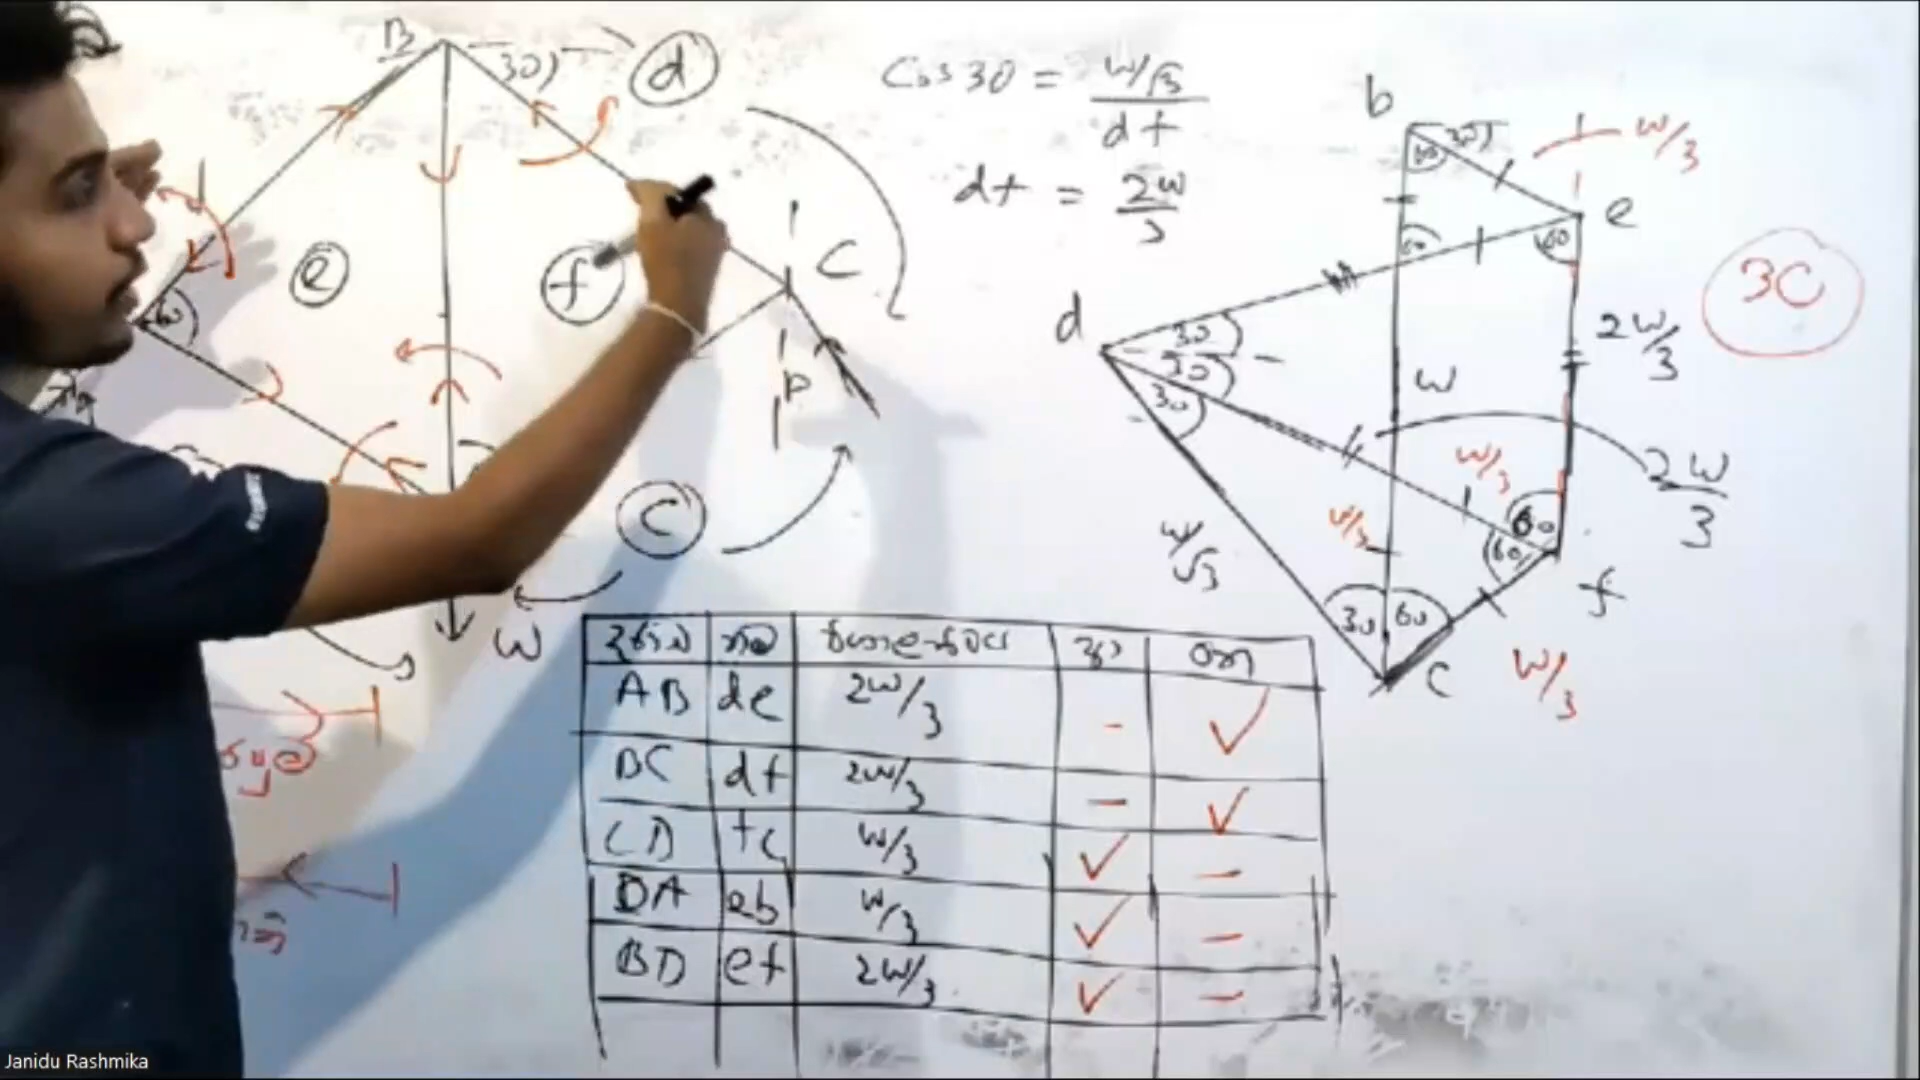 B
30)
d
Cos 30 = W/√3 / df
df = 2W/3
e
f
C
P
60
C
W
b
60
30)
W/3
e
60
60
3C
d
30
30
30
2W/3
W
2W/3
W/3
W/3
W/√3
60
60
f
30
60
c
W/3
AB de 2W/3 - ✓
BC df 2W/3 - ✓
CD fc W/3 ✓ -
DA eb W/3 ✓ -
BD ef 2W/3 ✓ -
Janidu Rashmika